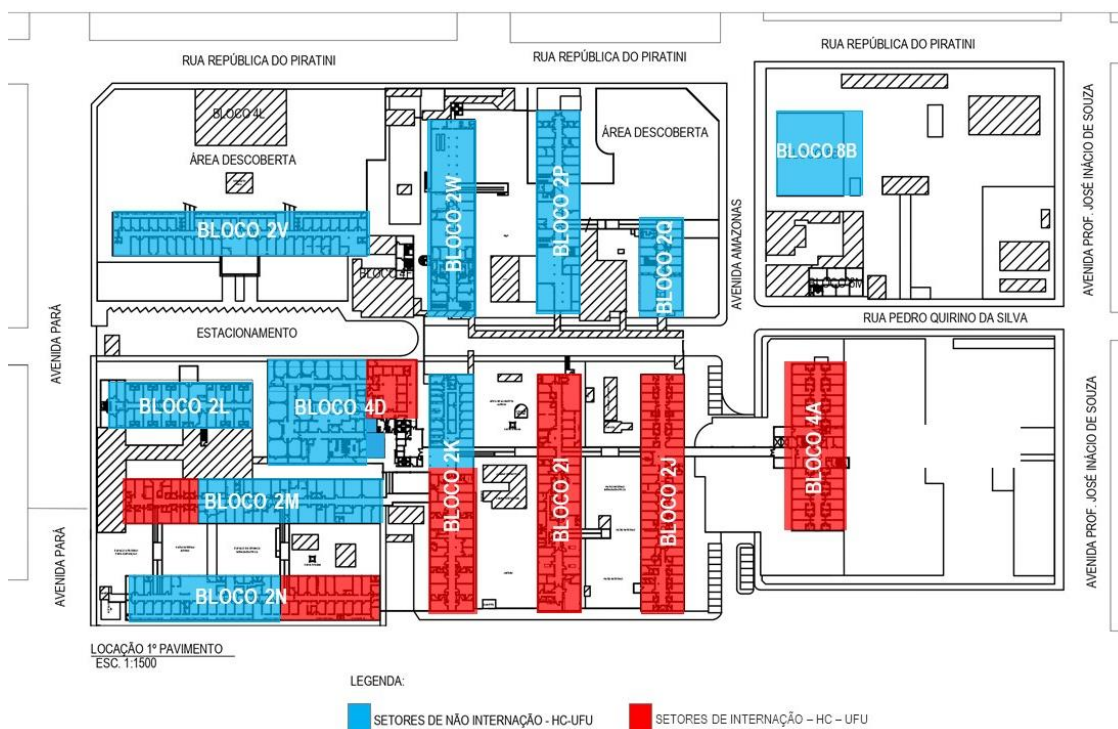 RUA REPÚBLICA DO PIRATINI
RUA REPÚBLICA DO PIRATINI
RUA REPÚBLICA DO PIRATINI
BLOCO 4L
ÁREA DESCOBERTA
ÁREA DESCOBERTA
BLOCO 8B
BLOCO 2V
BLOCO 2W
BLOCO 2P
BLOCO 2Q
AVENIDA AMAZONAS
AVENIDA PROF. JOSÉ INÁCIO DE SOUZA
BLOCO 8M
AVENIDA PARÁ
ESTACIONAMENTO
RUA PEDRO QUIRINO DA SILVA
BLOCO 2L
BLOCO 4D
BLOCO 2K
BLOCO 2I
BLOCO 2J
BLOCO 4A
BLOCO 2M
AVENIDA PARÁ
AVENIDA PROF. JOSÉ INÁCIO DE SOUZA
BLOCO 2N
LOCAÇÃO 1º PAVIMENTO
ESC. 1:1500
LEGENDA:
SETORES DE NÃO INTERNAÇÃO - HC-UFU
SETORES DE INTERNAÇÃO – HC – UFU